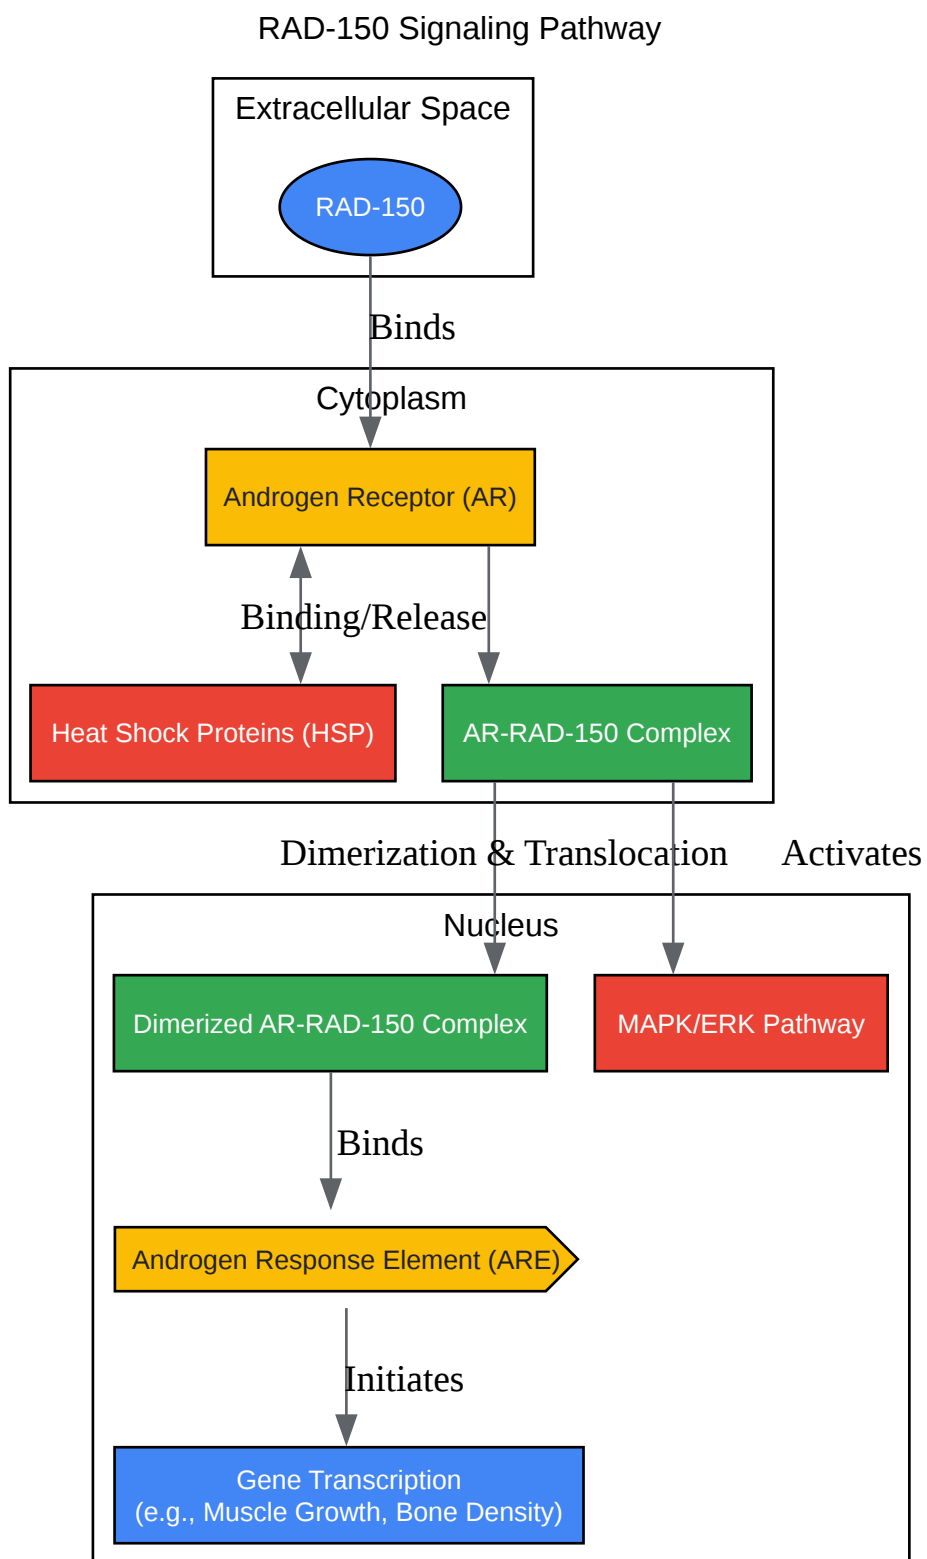 RAD-150 Signaling Pathway
Extracellular Space
RAD-150
Binds
Cytoplasm
Androgen Receptor (AR)
Binding/Release
Heat Shock Proteins (HSP)
AR-RAD-150 Complex
Dimerization & Translocation
Activates
Nucleus
Dimerized AR-RAD-150 Complex
MAPK/ERK Pathway
Binds
Androgen Response Element (ARE)
Initiates
Gene Transcription
(e.g., Muscle Growth, Bone Density)